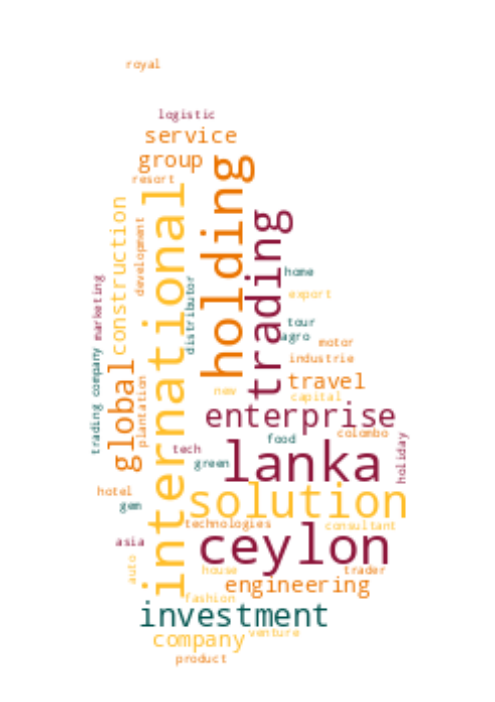 royal
logistic
service
group
resort
holding
international
construction
trading
development
marketing
home
distributor
export
tour
agro
motor
trading company
industrie
global
travel
plantation
new
capital
enterprise
colombo
food
holiday
tech
lanka
green
hotel
solution
gem
technologies
consultant
ceylon
asia
auto
house
trader
engineering
fashion
investment
venture
company
product